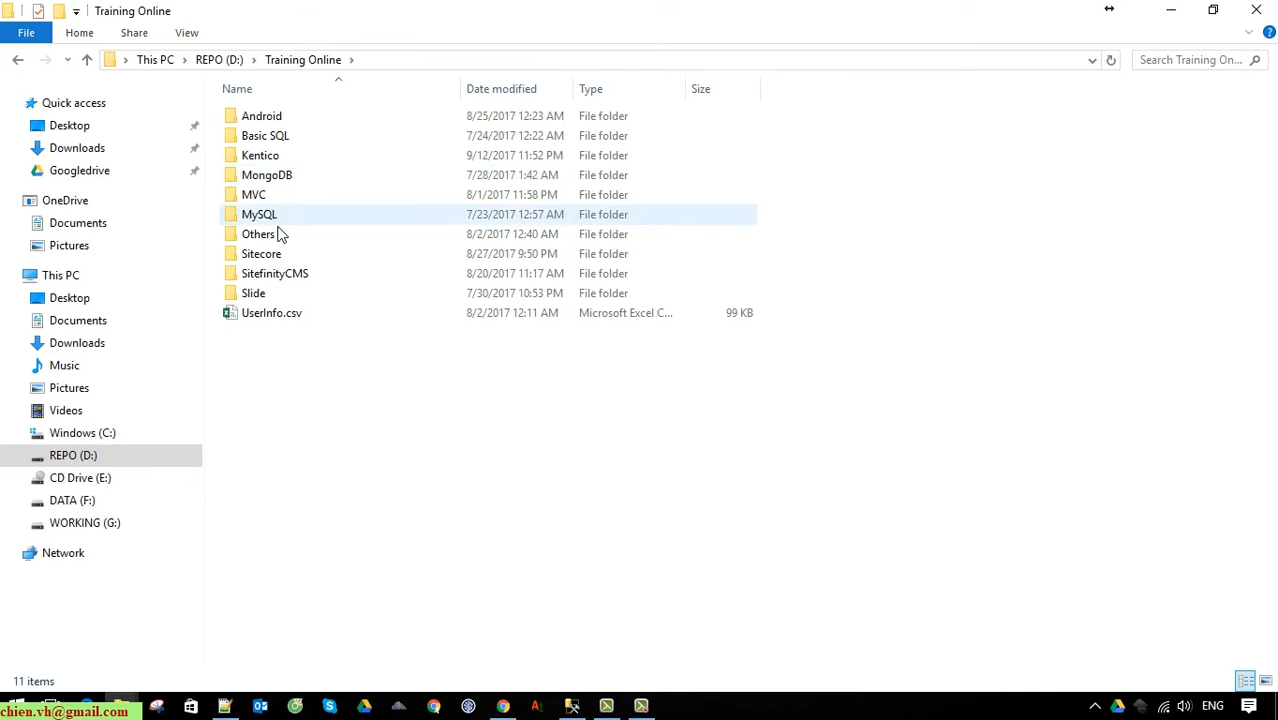 Training Online
File Home Share View
This PC REPO (D:) Training Online Search Training On...
Name Date modified Type Size
Quick access
Desktop
Downloads
Googledrive
OneDrive
Documents
Pictures
This PC
Desktop
Documents
Downloads
Music
Pictures
Videos
Windows (C:)
REPO (D:)
CD Drive (E:)
DATA (F:)
WORKING (G:)
Network
Android 8/25/2017 12:23 AM File folder
Basic SQL 7/24/2017 12:22 AM File folder
Kentico 9/12/2017 11:52 PM File folder
MongoDB 7/28/2017 1:42 AM File folder
MVC 8/1/2017 11:58 PM File folder
MySQL 7/23/2017 12:57 AM File folder
Others 8/2/2017 12:40 AM File folder
Sitecore 8/27/2017 9:50 PM File folder
SitefinityCMS 8/20/2017 11:17 AM File folder
Slide 7/30/2017 10:53 PM File folder
UserInfo.csv 8/2/2017 12:11 AM Microsoft Excel C... 99 KB
11 items
chien.vh@gmail.com ENG